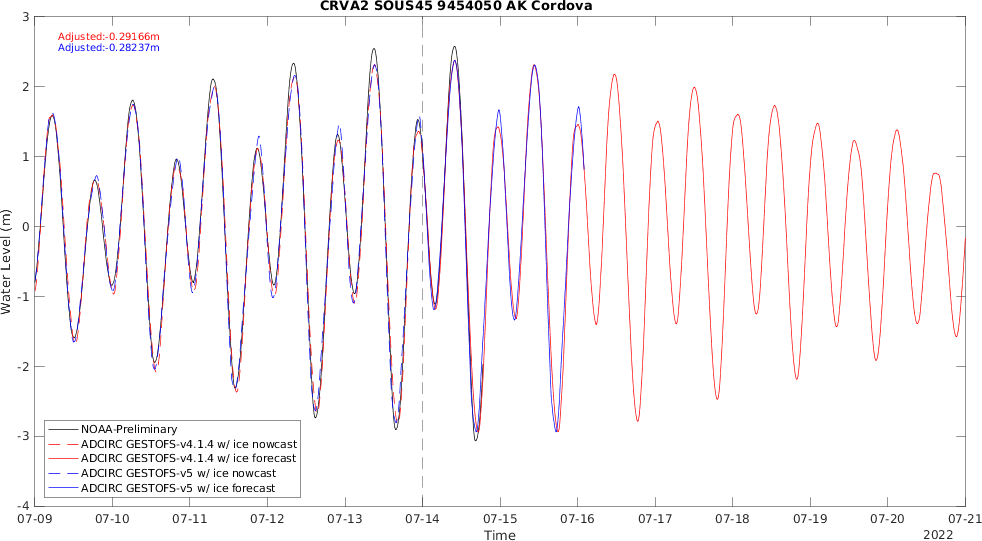 CRVA2 SOUS45 9454050 AK Cordova
Adjusted:-0.29166m
Adjusted:-0.28237m
3
2
1
0
-1
-2
-3
-4
Water Level (m)
NOAA-Preliminary
ADCIRC GESTOFS-v4.1.4 w/ ice nowcast
ADCIRC GESTOFS-v4.1.4 w/ ice forecast
ADCIRC GESTOFS-v5 w/ ice nowcast
ADCIRC GESTOFS-v5 w/ ice forecast
07-09 07-10 07-11 07-12 07-13 07-14 07-15 07-16 07-17 07-18 07-19 07-20 07-21
Time
2022